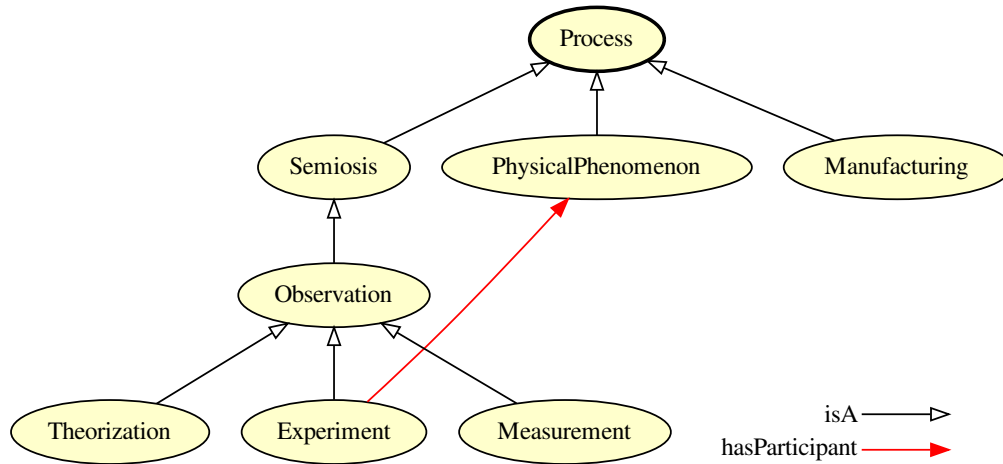 Process
Semiosis
PhysicalPhenomenon
Manufacturing
Observation
Theorization
Experiment
Measurement
isA
hasParticipant